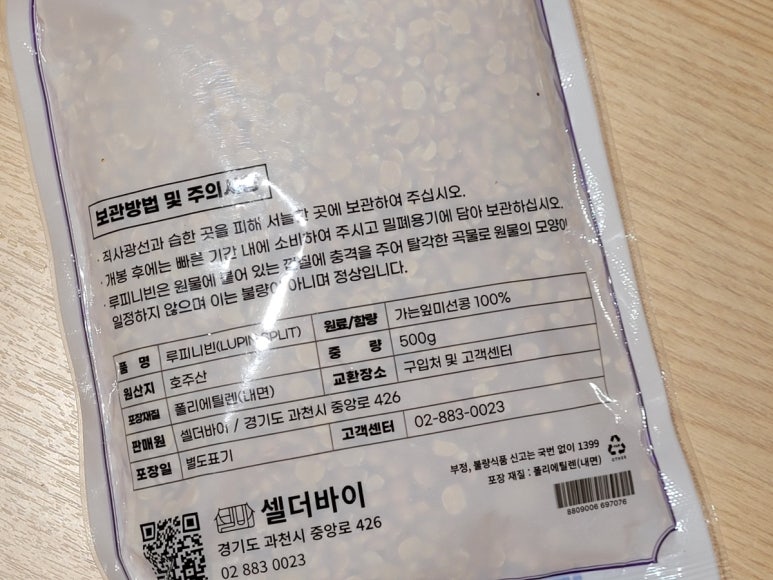 보관방법 및 주의사항
· 직사광선과 습한 곳을 피해 서늘한 곳에 보관하여 주십시오.
· 개봉 후에는 빠른 기간 내에 소비하여 주시고 밀폐용기에 담아 보관하십시오.
· 루피니빈은 원물에 붙어 있는 껍질에 충격을 주어 탈각한 곡물로 원물의 모양이
일정하지 않으며 이는 불량이 아니며 정상입니다.
품 명 루피니빈(LUPIN SPLIT) 원료/함량 가는잎미선콩 100%
원산지 호주산 중 량 500g
포장재질 폴리에틸렌(내면) 교환장소 구입처 및 고객센터
판매원 셀더바이 / 경기도 과천시 중앙로 426
포장일 별도표기 고객센터 02-883-0023
부정, 불량식품 신고는 국번 없이 1399
포장 재질 : 폴리에틸렌(내면)
OTHER
8809006 697076
셀더바이
경기도 과천시 중앙로 426
02 883 0023